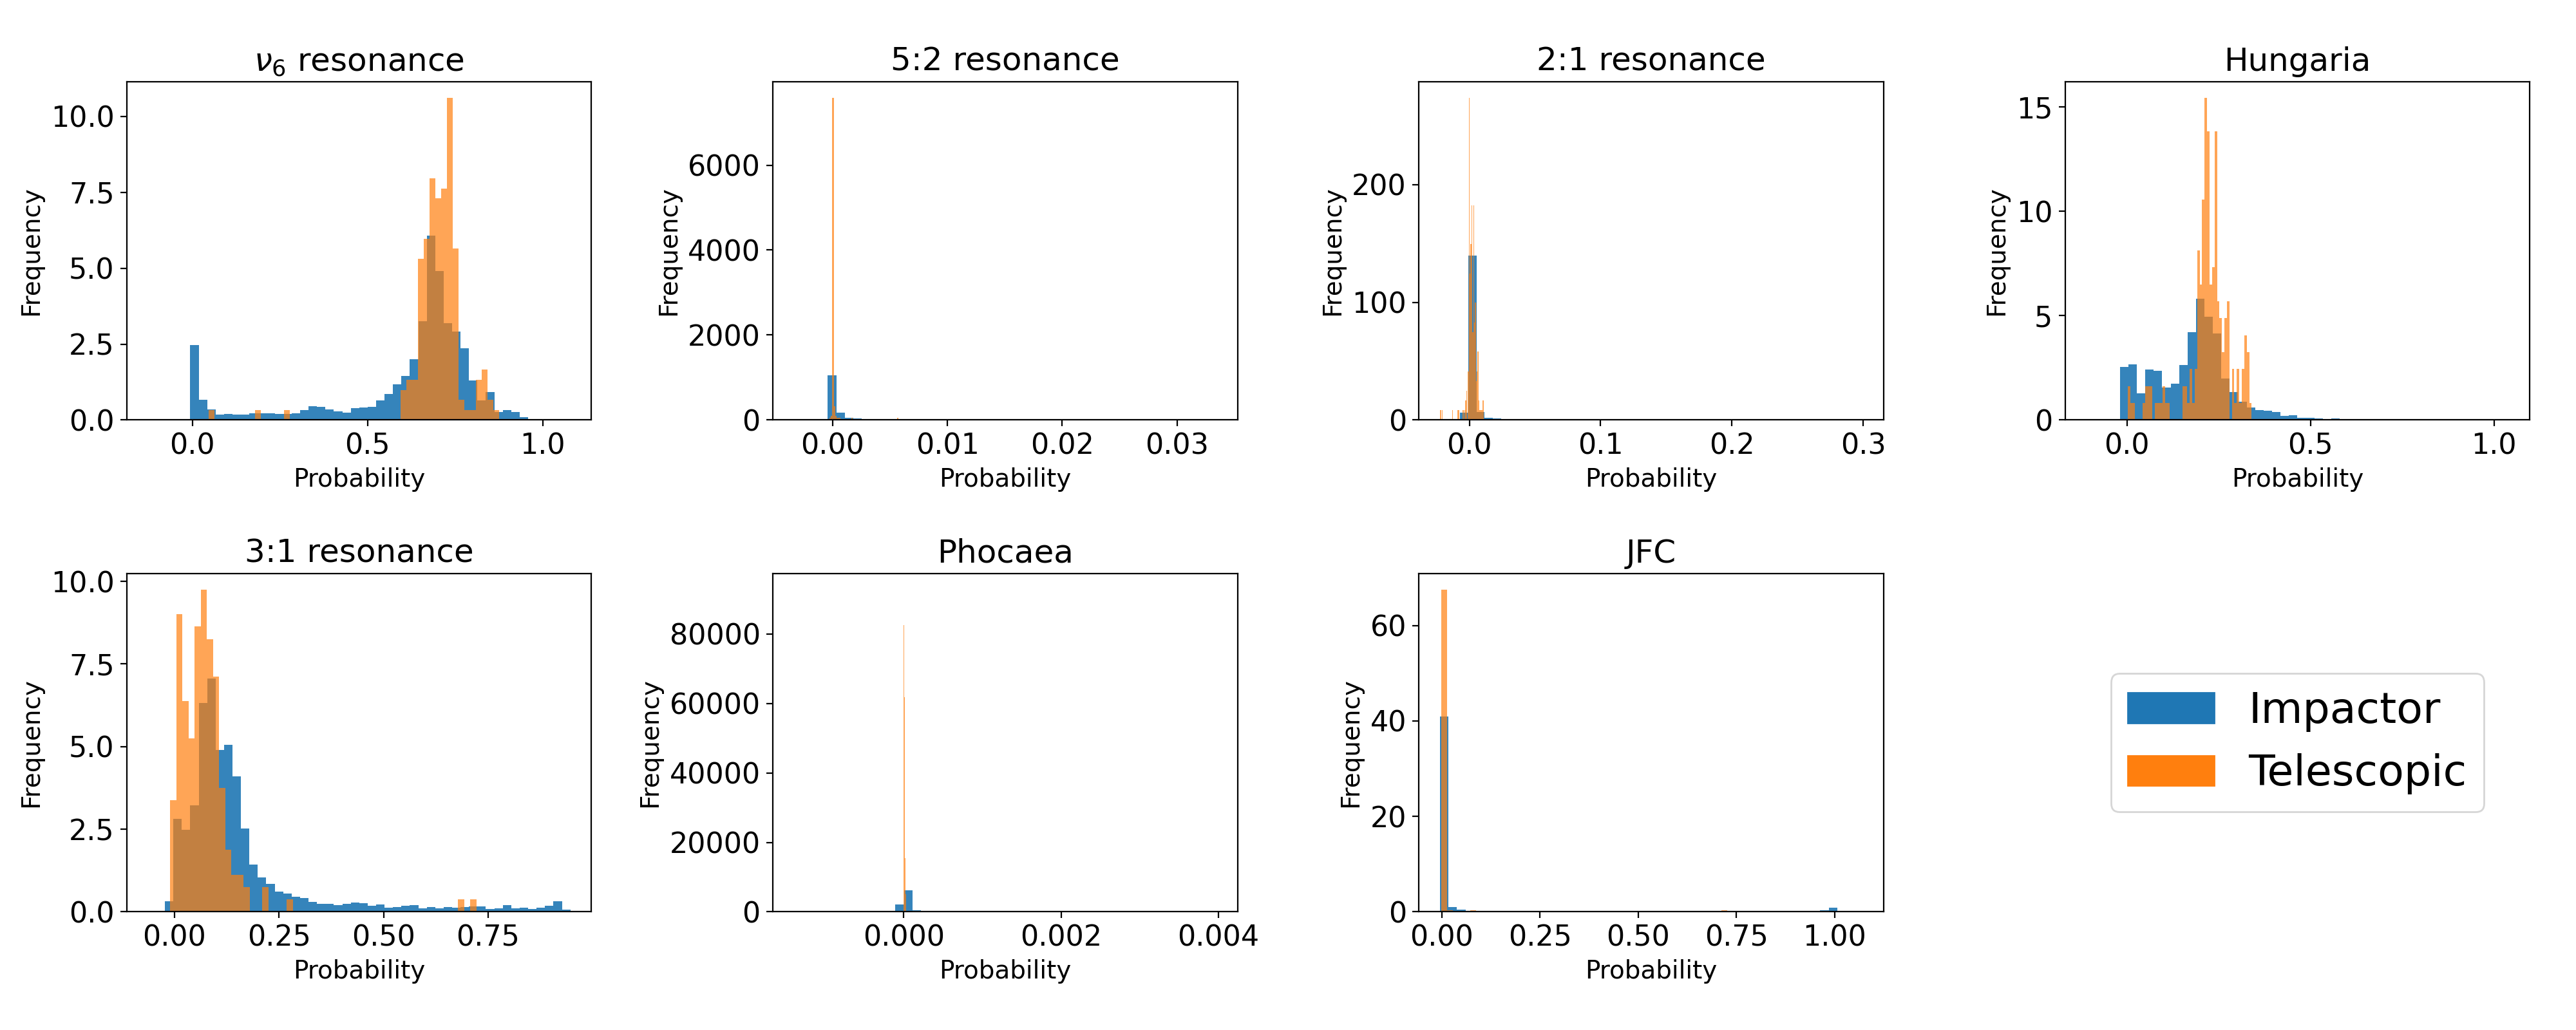 ν6 resonance
10.0
7.5
5.0
2.5
0.0
Frequency
0.0 0.5 1.0
Probability
5:2 resonance
6000
4000
2000
0
Frequency
0.00 0.01 0.02 0.03
Probability
2:1 resonance
200
100
0
Frequency
0.0 0.1 0.2 0.3
Probability
Hungaria
15
10
5
0
Frequency
0.0 0.5 1.0
Probability
3:1 resonance
10.0
7.5
5.0
2.5
0.0
Frequency
0.00 0.25 0.50 0.75
Probability
Phocaea
80000
60000
40000
20000
0
Frequency
0.000 0.002 0.004
Probability
JFC
60
40
20
0
Frequency
0.00 0.25 0.50 0.75 1.00
Probability
Impactor
Telescopic